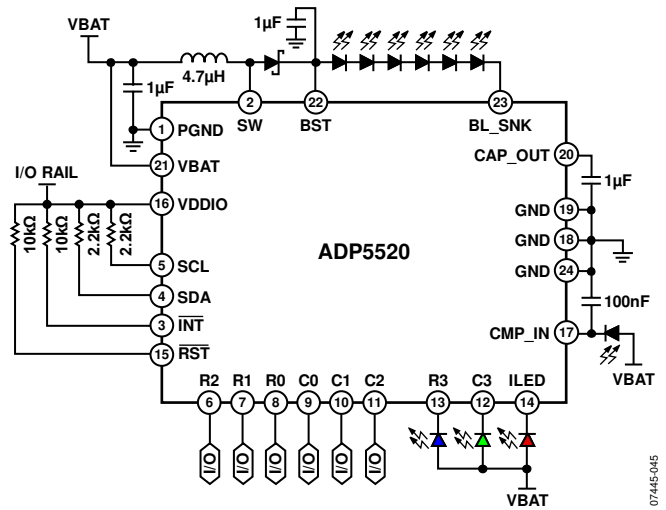 VBAT
1µF
1µF
4.7µH
2
SW
22
BST
23
BL_SNK
1
PGND
21
VBAT
I/O RAIL
16
VDDIO
10kΩ
10kΩ
2.2kΩ
2.2kΩ
5
SCL
4
SDA
3
INT
15
RST
ADP5520
CAP_OUT
20
1µF
GND
19
GND
18
GND
24
100nF
CMP_IN
17
VBAT
R2
R1
R0
C0
C1
C2
R3
C3
ILED
6
7
8
9
10
11
13
12
14
I/O
I/O
I/O
I/O
I/O
I/O
VBAT
07445-045